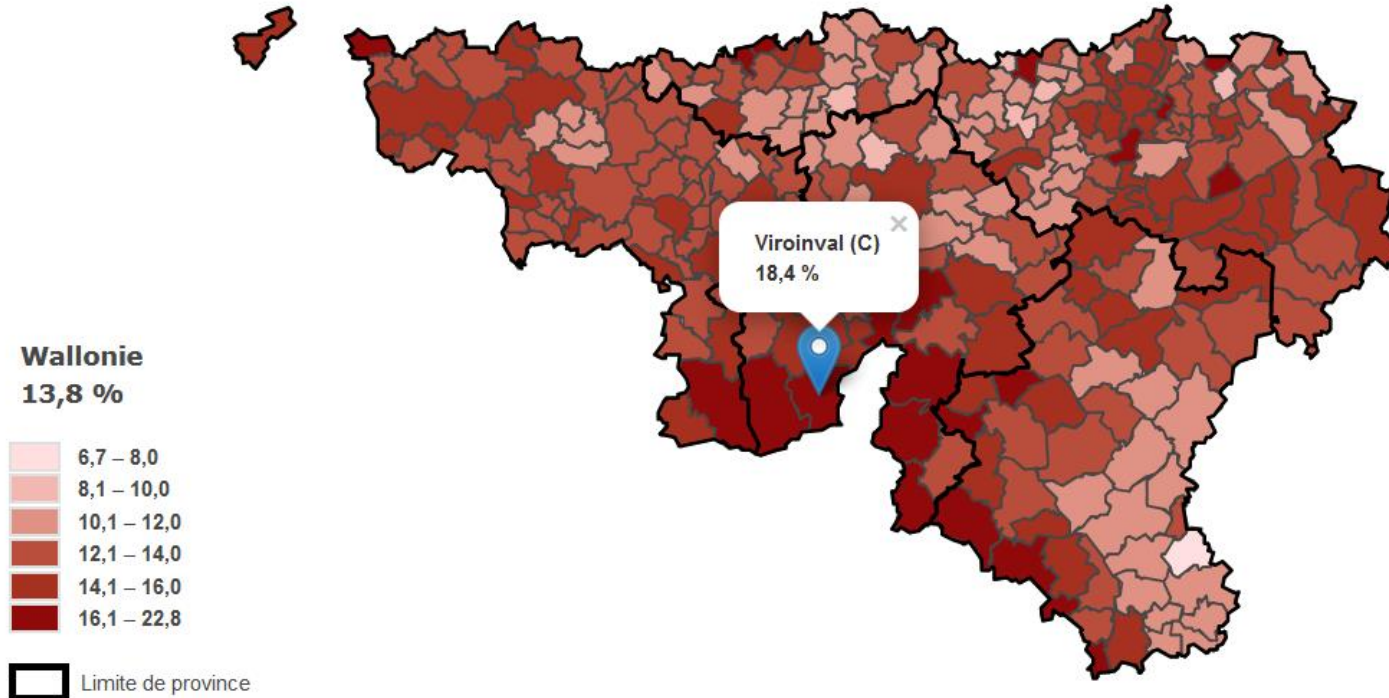 Viroinval (C)
×
18,4 %
Wallonie
13,8 %
6,7 – 8,0
8,1 – 10,0
10,1 – 12,0
12,1 – 14,0
14,1 – 16,0
16,1 – 22,8
Limite de province